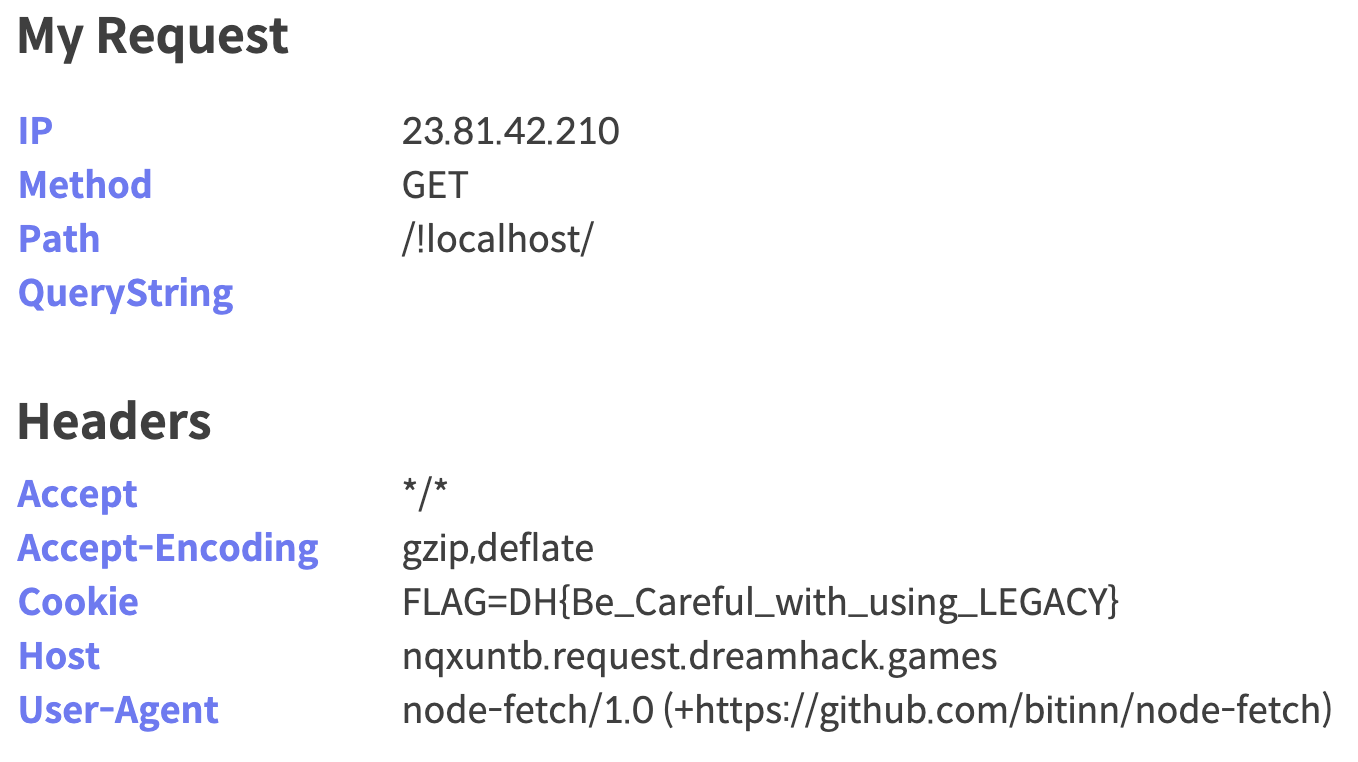 My Request
IP 23.81.42.210
Method GET
Path /!localhost/
QueryString
Headers
Accept */*
Accept-Encoding gzip,deflate
Cookie FLAG=DH{Be_Careful_with_using_LEGACY}
Host nqxuntb.request.dreamhack.games
User-Agent node-fetch/1.0 (+https://github.com/bitinn/node-fetch)